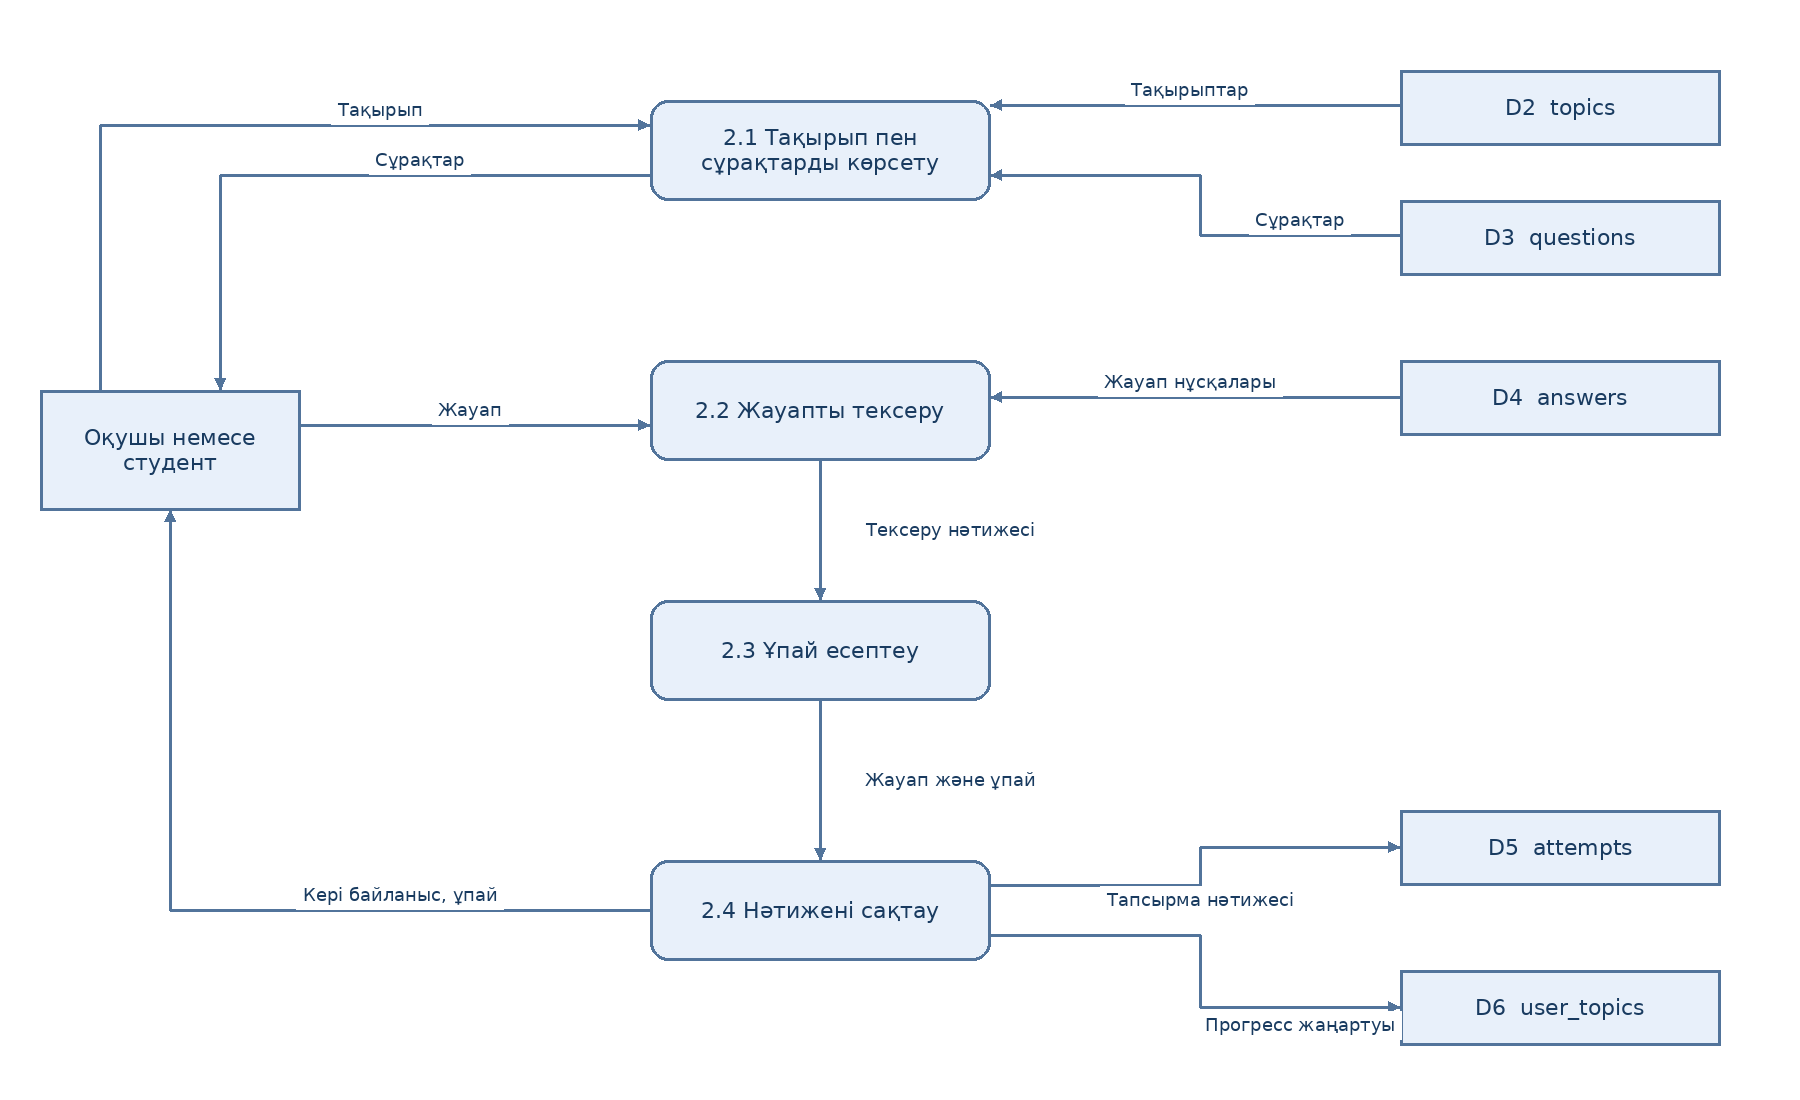 Тақырыптар
D2  topics
Тақырып
2.1 Тақырып пен
сұрақтарды көрсету
Сұрақтар
Сұрақтар
D3  questions
Жауап нұсқалары
D4  answers
Жауап
2.2 Жауапты тексеру
Оқушы немесе
студент
Тексеру нәтижесі
2.3 Ұпай есептеу
Жауап және ұпай
D5  attempts
Кері байланыс, ұпай
2.4 Нәтижені сақтау
Тапсырма нәтижесі
D6  user_topics
Прогресс жаңартуы